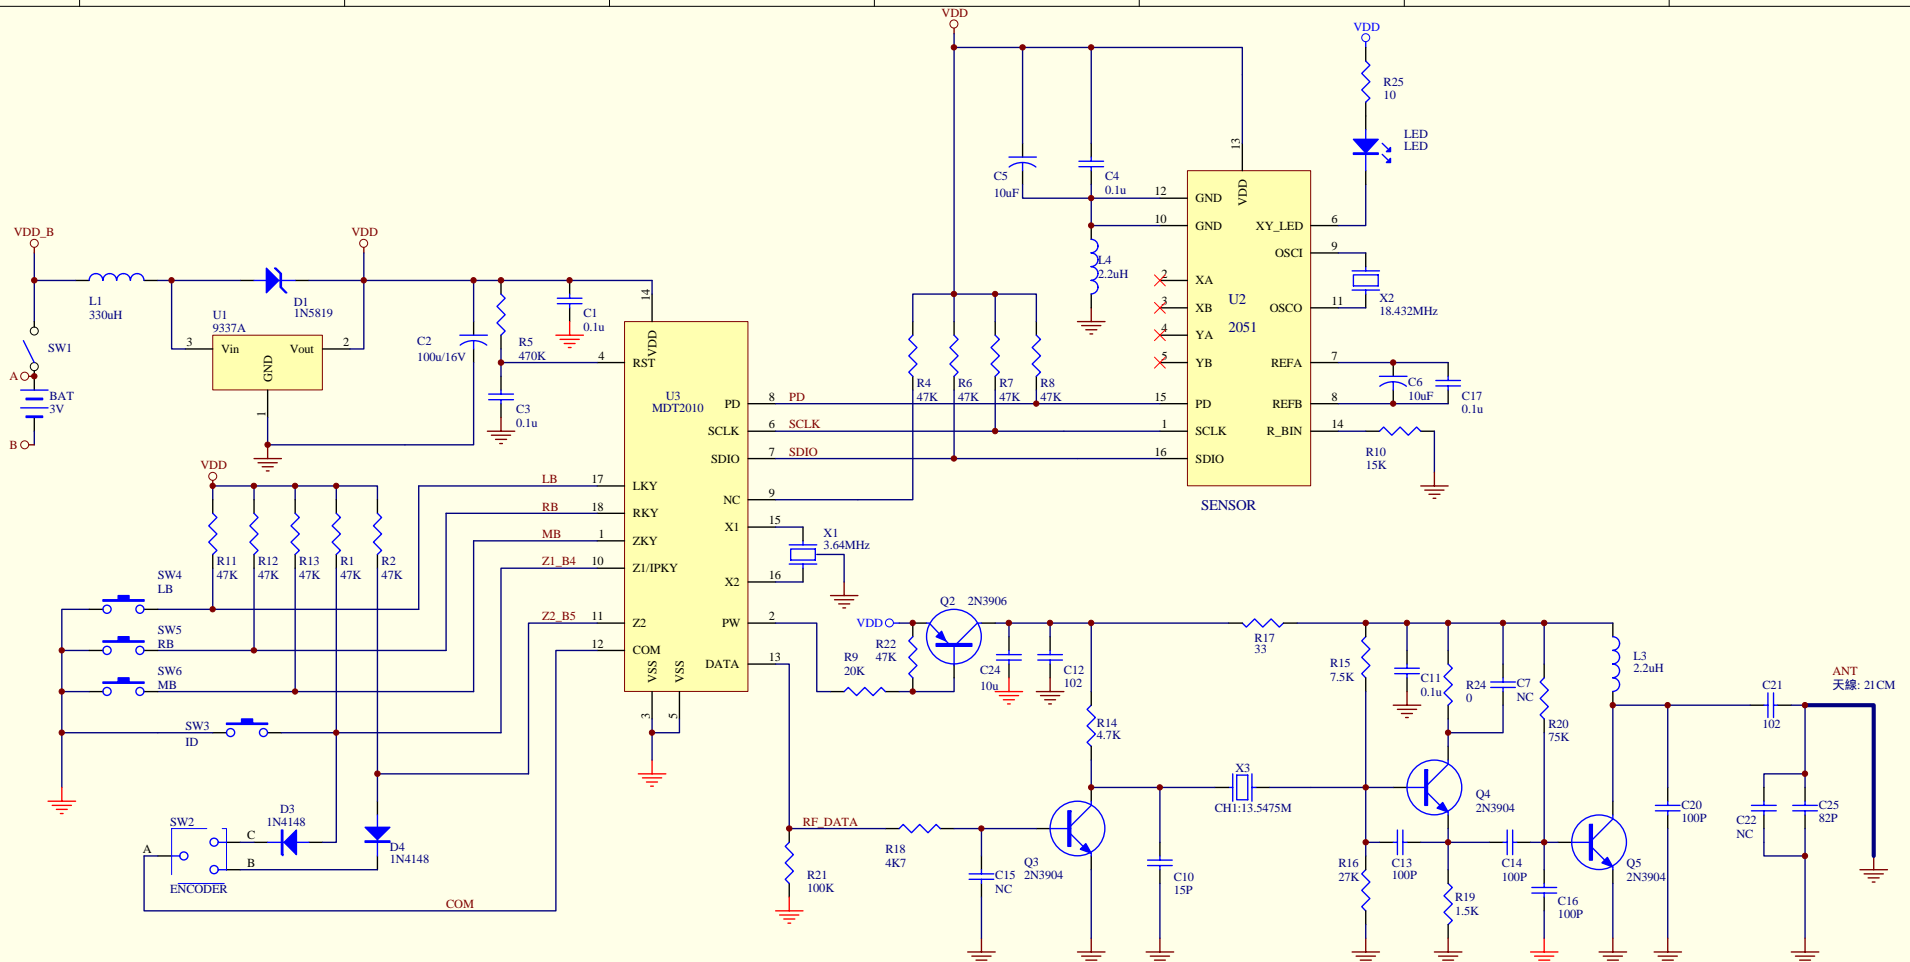 VDD
VDD
R25
10
LED
LED
C5
10uF
C4
0.1u
13
VDD
12
GND
10
GND
XY_LED
6
OSCI
9
OSCO
11
X2
18.432MHz
L4
2.2uH
2
XA
3
XB
4
YA
5
YB
U2
2051
REFA
7
REFB
8
C6
10uF
C17
0.1u
R_BIN
14
R10
15K
15
PD
1
SCLK
16
SDIO
SENSOR
VDD_B
VDD
L1
330uH
D1
1N5819
U1
9337A
3
Vin
Vout
2
GND
1
SW1
A
BAT
3V
B
C2
100u/16V
R5
470K
C1
0.1u
C3
0.1u
14
VDD
4
RST
U3
MDT2010
PD
8
PD
SCLK
6
SCLK
SDIO
7
SDIO
NC
9
X1
15
X2
16
PW
2
DATA
13
R4
47K
R6
47K
R7
47K
R8
47K
X1
3.64MHz
LB
17
LKY
RB
18
RKY
MB
1
ZKY
Z1_B4
10
Z1/IPKY
Z2_B5
11
Z2
12
COM
VSS
VSS
3
5
VDD
R11
47K
R12
47K
R13
47K
R1
47K
R2
47K
SW4
LB
SW5
RB
SW6
MB
SW3
ID
SW2
A
C
B
ENCODER
D3
1N4148
D4
1N4148
COM
Q2
2N3906
VDD
R22
47K
R9
20K
C24
10u
C12
102
R14
4.7K
R17
33
RF_DATA
R21
100K
R18
4K7
C15
NC
Q3
2N3904
C10
15P
X3
CH1:13.5475M
R15
7.5K
C11
0.1u
R24
0
C7
NC
R20
75K
Q4
2N3904
R16
27K
C13
100P
R19
1.5K
C14
100P
C16
100P
Q5
2N3904
L3
2.2uH
C20
100P
C21
102
C22
NC
C25
82P
ANT
天線: 21CM